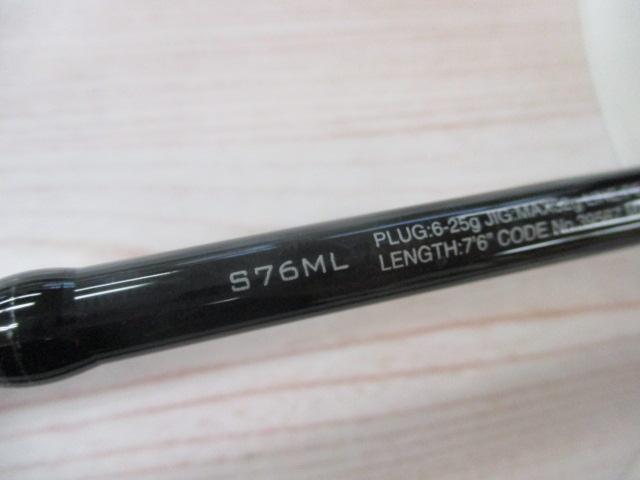 S76ML
PLUG:6-25g JIG:MAX
LENGTH:7'6" CODE No.